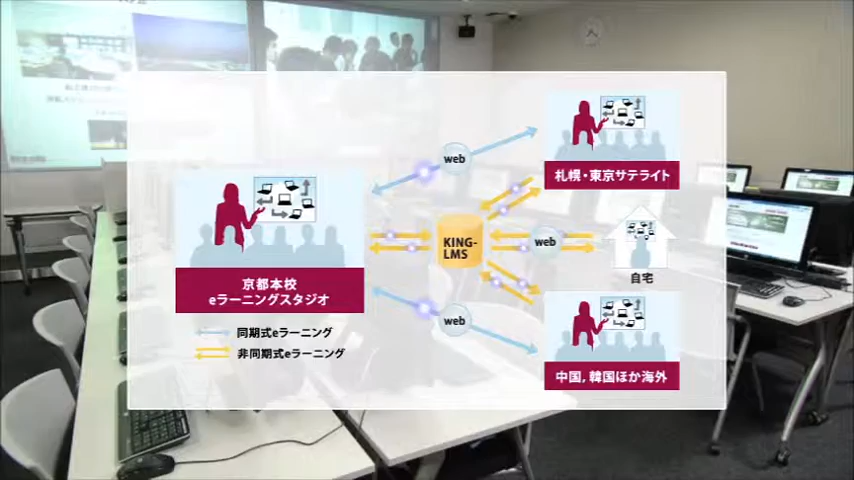 web
札幌・東京サテライト
KING-
LMS
web
自宅
京都本校
eラーニングスタジオ
web
同期式eラーニング
非同期式eラーニング
中国，韓国ほか海外